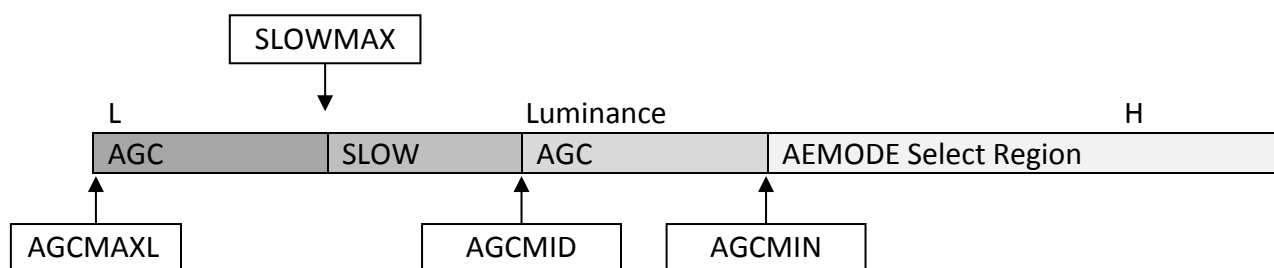 SLOWMAX
L Luminance H
AGC SLOW AGC AEMODE Select Region
AGCMAXL AGCMID AGCMIN